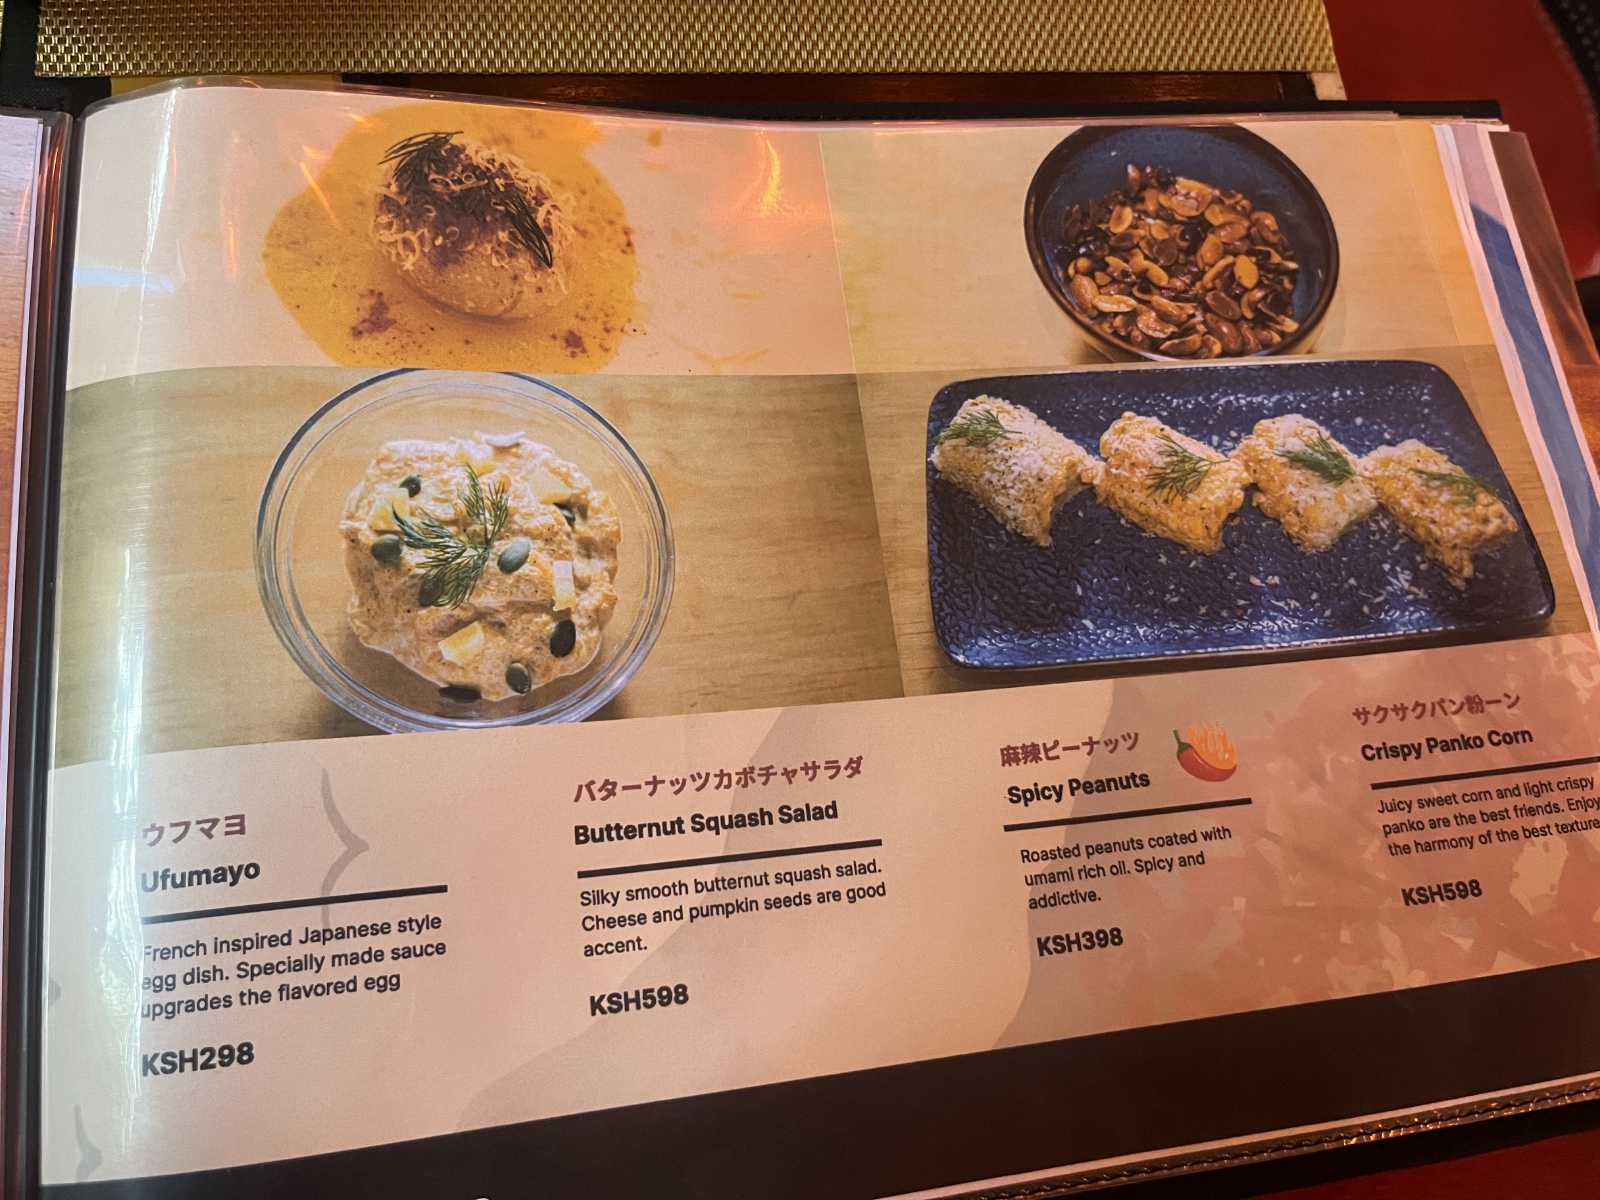 ウフマヨ
Ufumayo
French inspired Japanese style
egg dish. Specially made sauce
upgrades the flavored egg
KSH298
バターナッツカボチャサラダ
Butternut Squash Salad
Silky smooth butternut squash salad.
Cheese and pumpkin seeds are good
accent.
KSH598
麻辣ピーナッツ
Spicy Peanuts
Roasted peanuts coated with
umami rich oil. Spicy and
addictive.
KSH398
サクサクパン粉ーン
Crispy Panko Corn
Juicy sweet corn and light crispy
panko are the best friends. Enjoy
the harmony of the best texture
KSH598